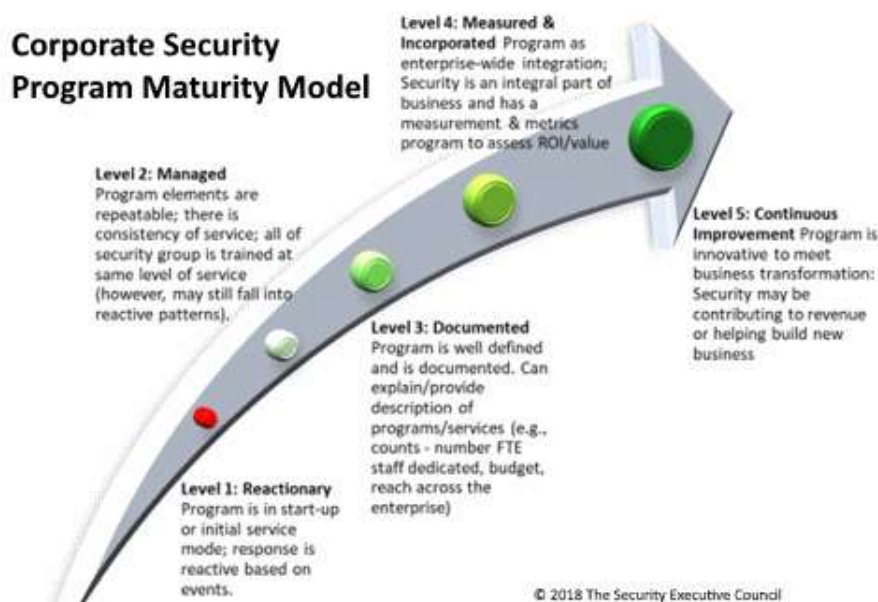 Corporate Security
Program Maturity Model
Level 4: Measured &
Incorporated Program as
enterprise-wide integration;
Security is an integral part of
business and has a
measurement & metrics
program to assess ROI/value
Level 2: Managed
Program elements are
repeatable; there is
consistency of service; all of
security group is trained at
same level of service
(however, may still fall into
reactive patterns).
Level 5: Continuous
Improvement Program is
innovative to meet
business transformation:
Security may be
contributing to revenue
or helping build new
business
Level 3: Documented
Program is well defined
and is documented. Can
explain/provide
description of
programs/services (e.g.,
counts - number FTE
staff dedicated, budget,
reach across the
enterprise)
Level 1: Reactionary
Program is in start-up
or initial service
mode; response is
reactive based on
events.
© 2018 The Security Executive Council